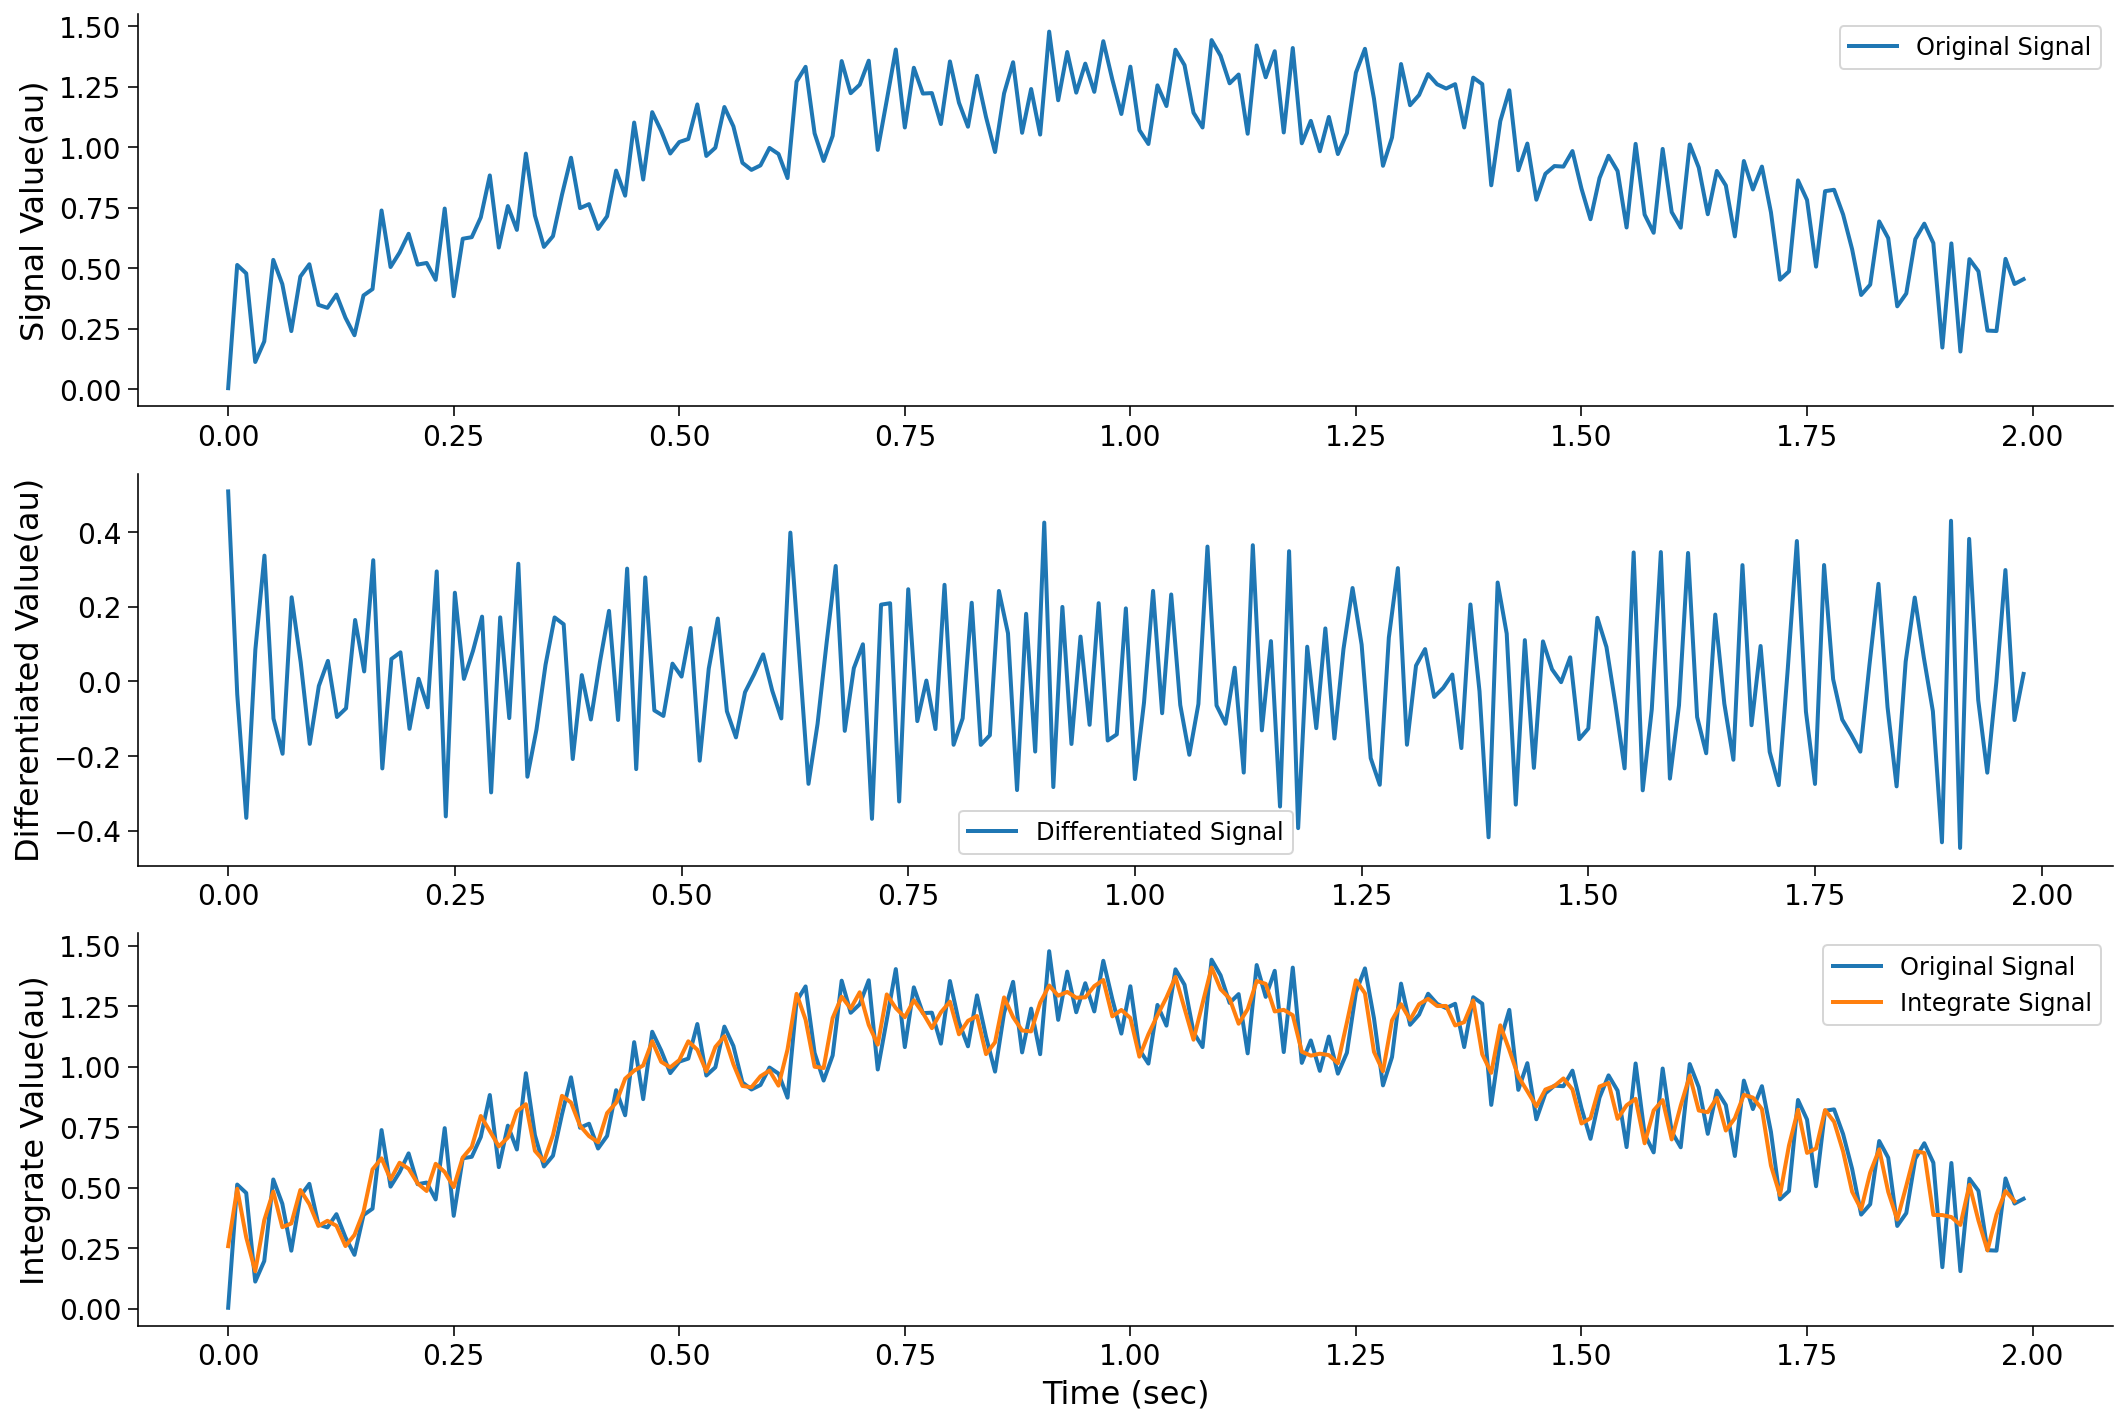 Signal Value(au)
1.50
1.25
1.00
0.75
0.50
0.25
0.00
Original Signal
0.00 0.25 0.50 0.75 1.00 1.25 1.50 1.75 2.00
Differentiated Value(au)
0.4
0.2
0.0
−0.2
−0.4
Differentiated Signal
0.00 0.25 0.50 0.75 1.00 1.25 1.50 1.75 2.00
Integrate Value(au)
1.50
1.25
1.00
0.75
0.50
0.25
0.00
Original Signal
Integrate Signal
0.00 0.25 0.50 0.75 1.00 1.25 1.50 1.75 2.00
Time (sec)